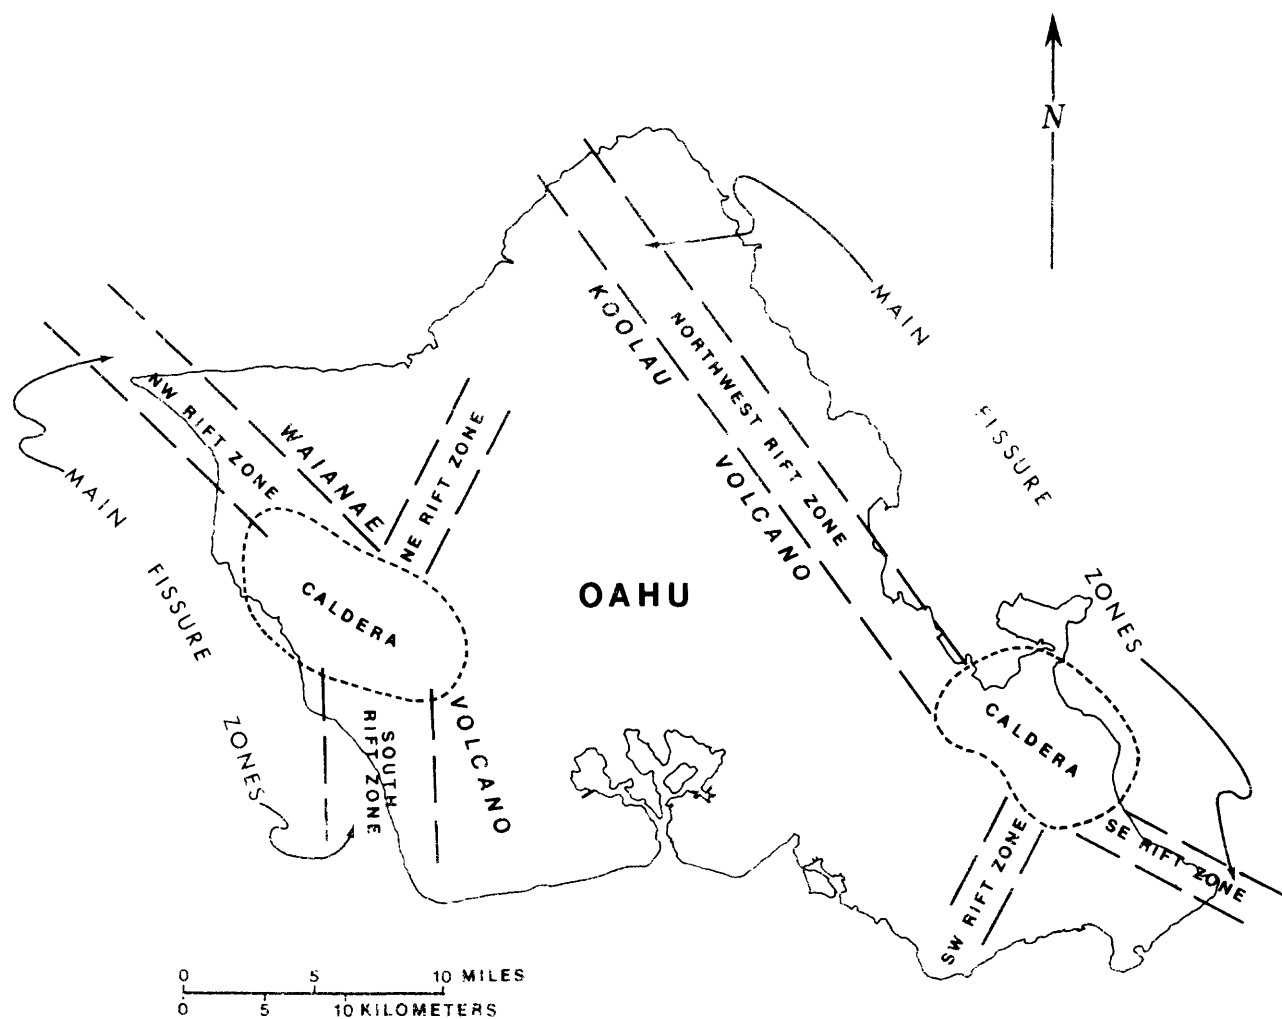 N
MAIN
FISSURE
ZONES
KOOLAU
VOLCANO
NORTHWEST RIFT ZONE
NW RIFT ZONE
WAIANAE
VOLCANO
NE RIFT ZONE
MAIN
FISSURE
ZONES
CALDERA
OAHU
SOUTH
RIFT ZONE
CALDERA
SE RIFT ZONE
SW RIFT ZONE
0 5 10 MILES
0 5 10 KILOMETERS